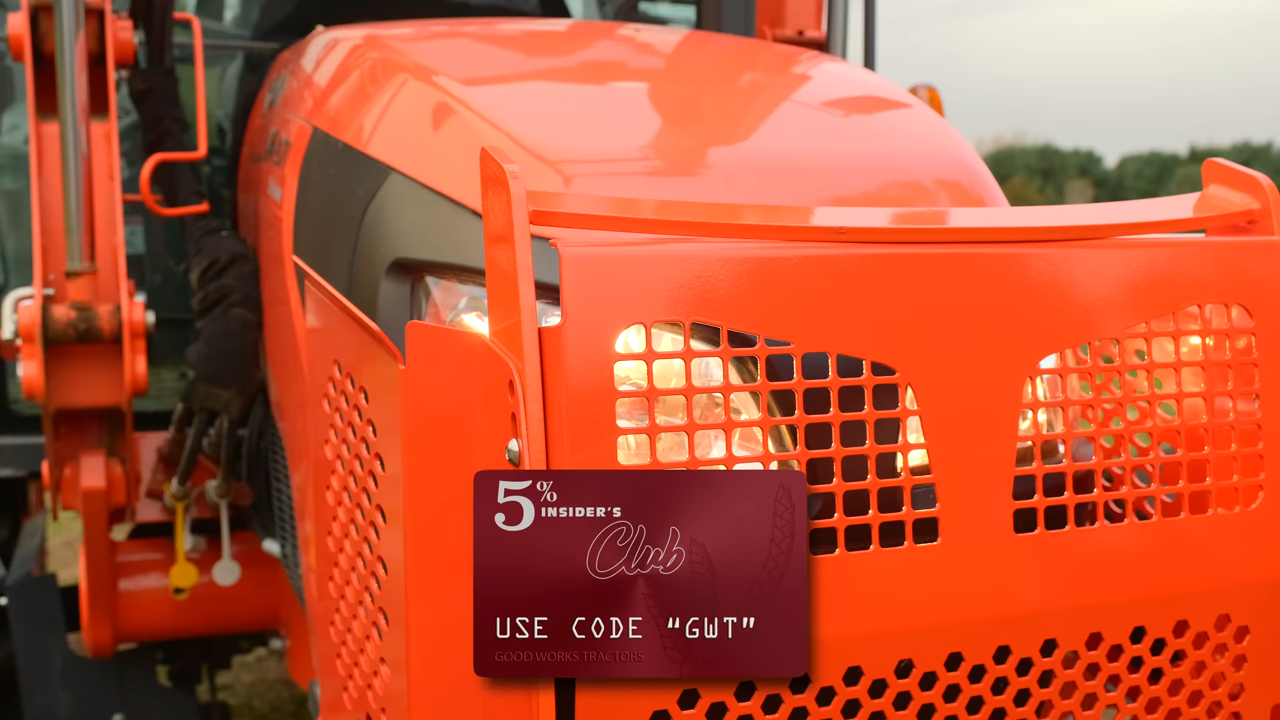 5%
INSIDER'S
Club
USE CODE “GWT”
GOOD WORKS TRACTORS